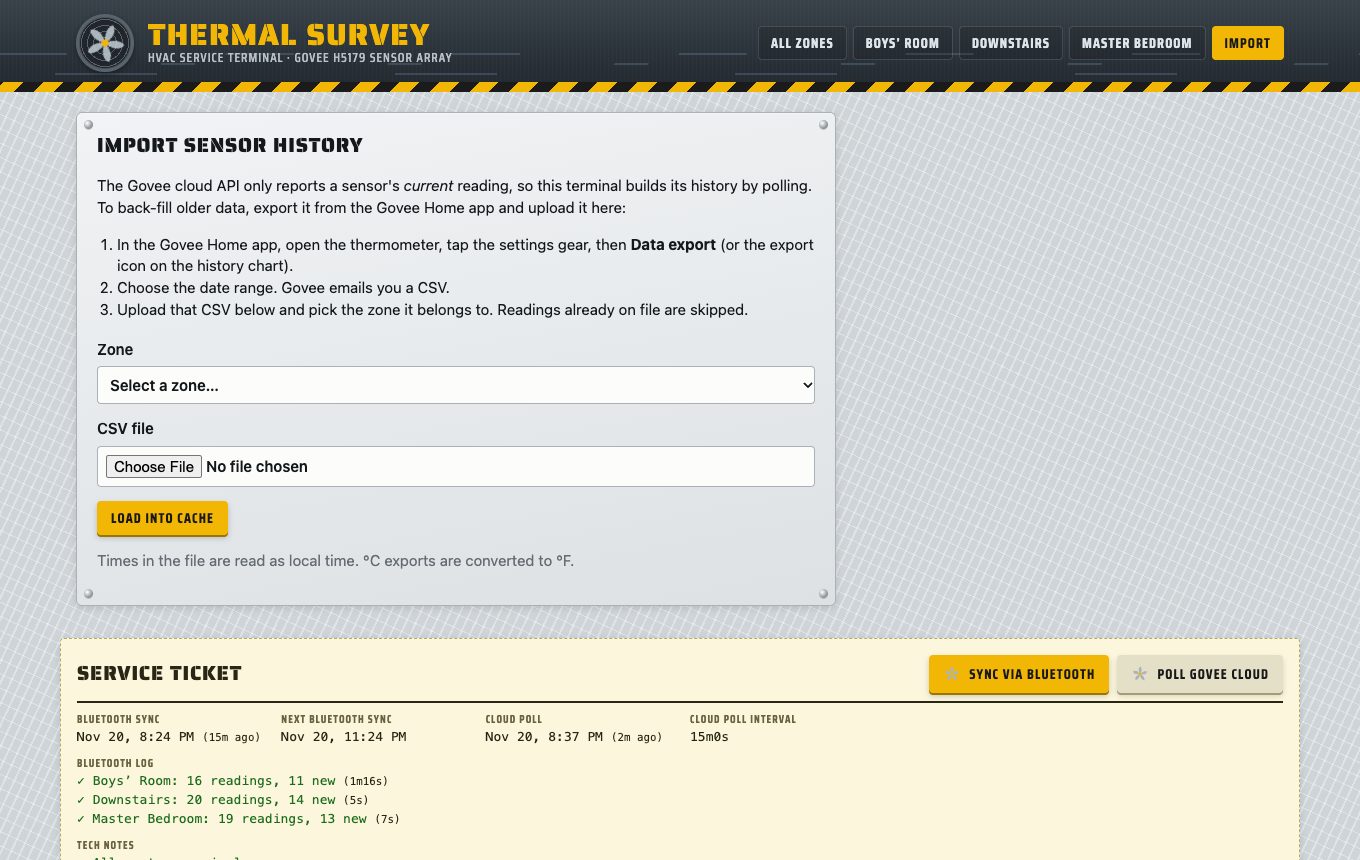 THERMAL SURVEY
HVAC SERVICE TERMINAL · GOVEE H5179 SENSOR ARRAY
ALL ZONES
BOYS' ROOM
DOWNSTAIRS
MASTER BEDROOM
IMPORT
IMPORT SENSOR HISTORY
The Govee cloud API only reports a sensor's current reading, so this terminal builds its history by polling.
To back-fill older data, export it from the Govee Home app and upload it here:
1. In the Govee Home app, open the thermometer, tap the settings gear, then Data export (or the export
icon on the history chart).
2. Choose the date range. Govee emails you a CSV.
3. Upload that CSV below and pick the zone it belongs to. Readings already on file are skipped.
Zone
Select a zone...
CSV file
Choose File No file chosen
LOAD INTO CACHE
Times in the file are read as local time. °C exports are converted to °F.
SERVICE TICKET
SYNC VIA BLUETOOTH
POLL GOVEE CLOUD
BLUETOOTH SYNC
Nov 20, 8:24 PM (15m ago)
NEXT BLUETOOTH SYNC
Nov 20, 11:24 PM
CLOUD POLL
Nov 20, 8:37 PM (2m ago)
CLOUD POLL INTERVAL
15m0s
BLUETOOTH LOG
✓ Boys’ Room: 16 readings, 11 new (1m16s)
✓ Downstairs: 20 readings, 14 new (5s)
✓ Master Bedroom: 19 readings, 13 new (7s)
TECH NOTES